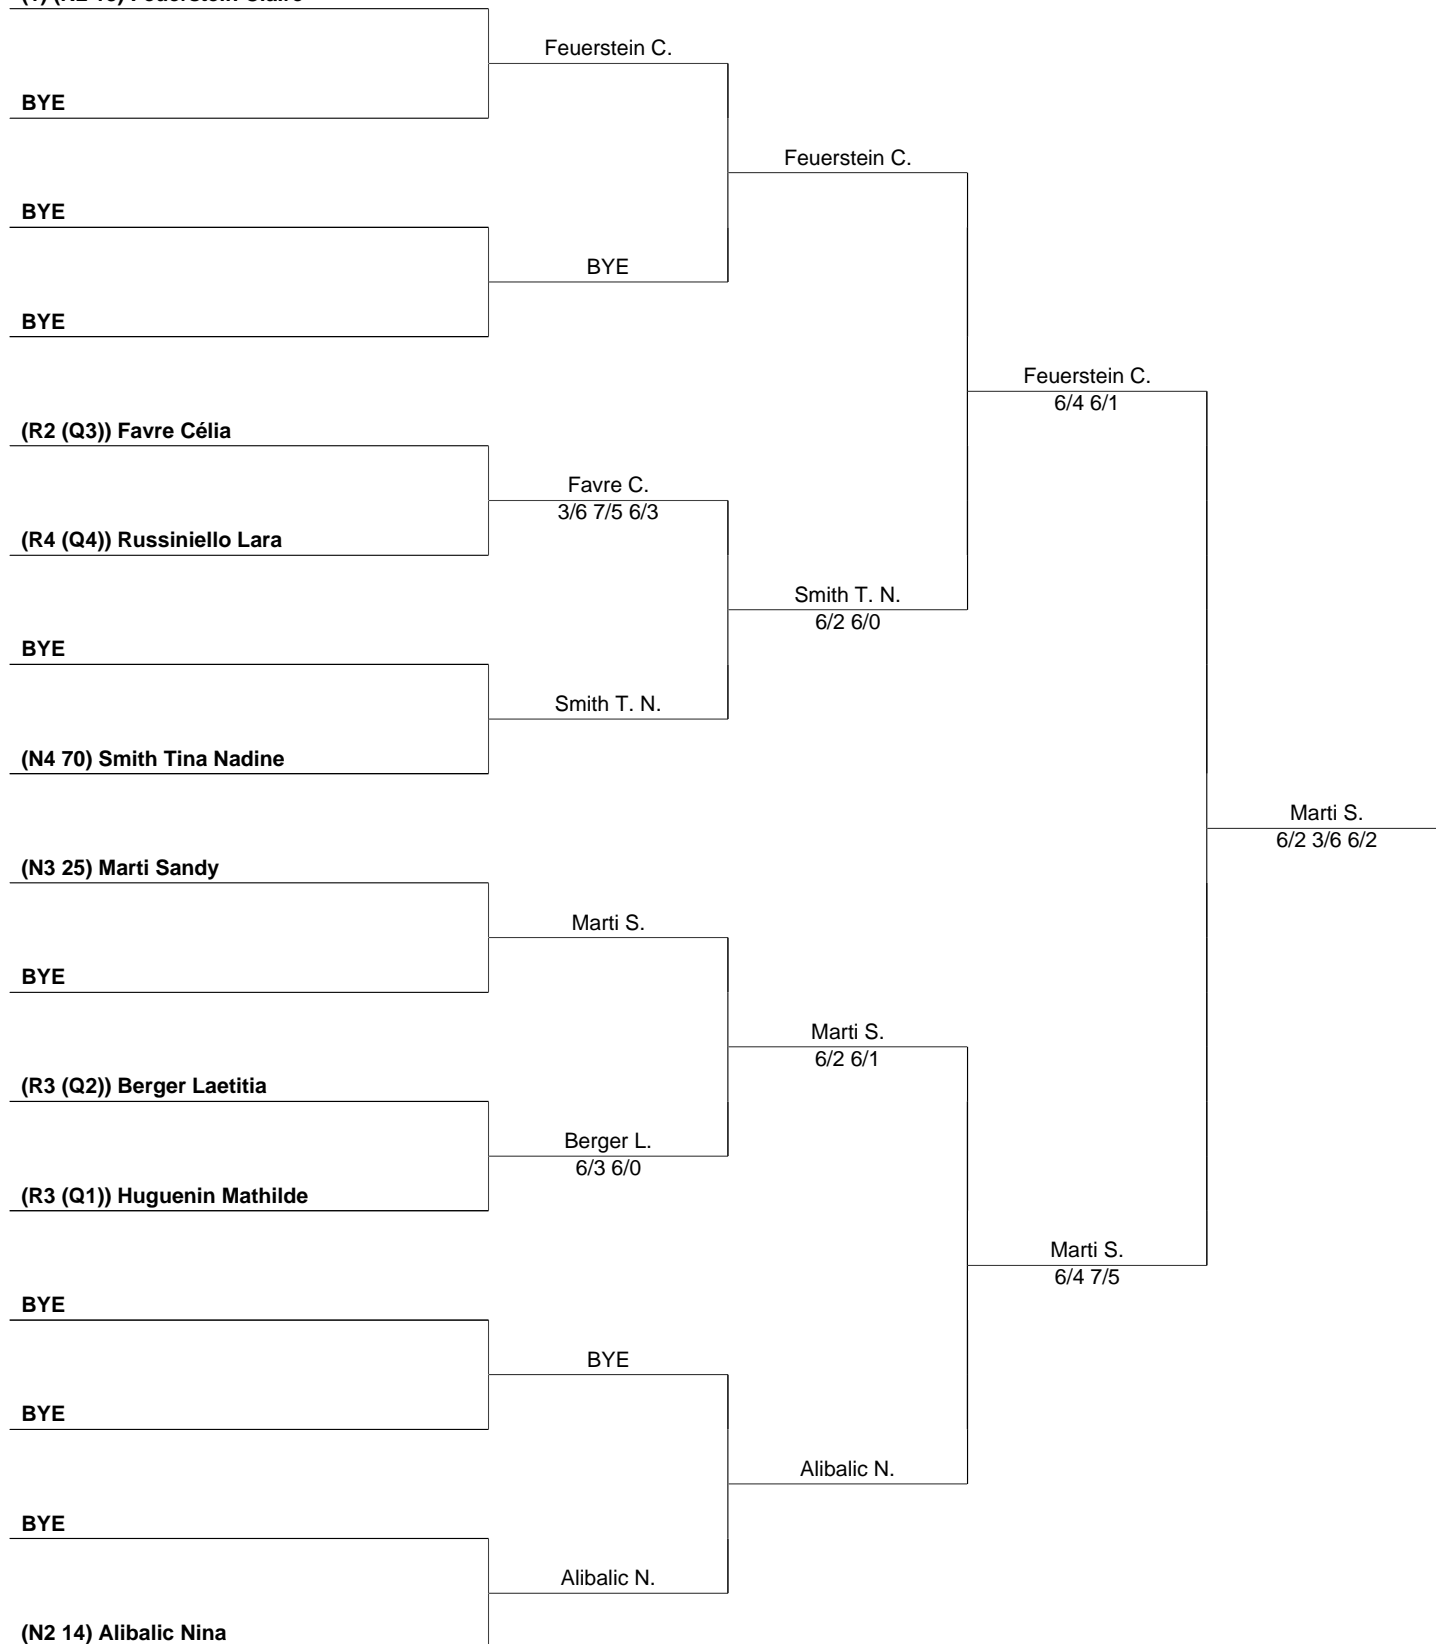 Feuerstein Claire
Feuerstein C.
BYE
Feuerstein C.
BYE
BYE
BYE
Feuerstein C.
6/4 6/1
(R2 (Q3)) Favre Célia
Favre C.
3/6 7/5 6/3
(R4 (Q4)) Russiniello Lara
Smith T. N.
6/2 6/0
BYE
Smith T. N.
(N4 70) Smith Tina Nadine
Marti S.
6/2 3/6 6/2
(N3 25) Marti Sandy
Marti S.
BYE
Marti S.
6/2 6/1
(R3 (Q2)) Berger Laetitia
Berger L.
6/3 6/0
(R3 (Q1)) Huguenin Mathilde
Marti S.
6/4 7/5
BYE
BYE
BYE
Alibalic N.
BYE
Alibalic N.
(N2 14) Alibalic Nina